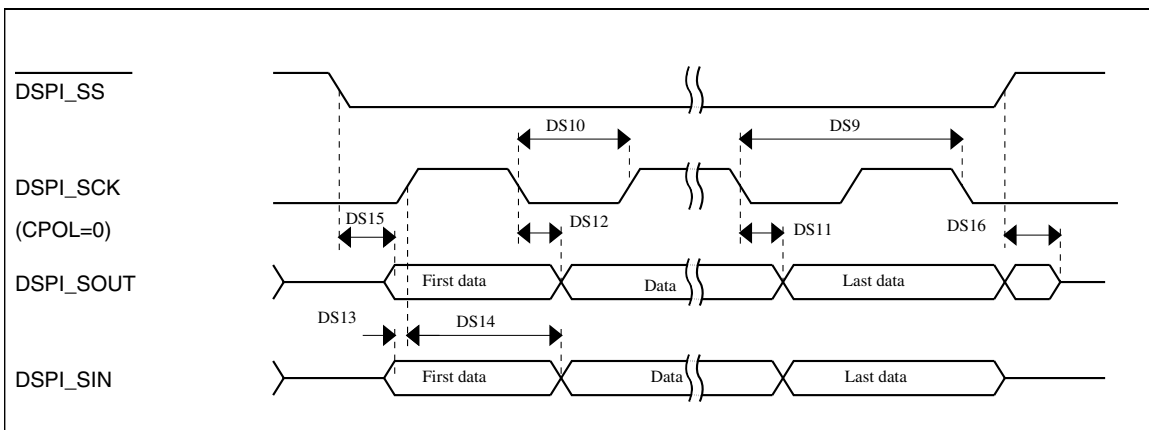 DSPI_SS
DS10
DS9
DSPI_SCK
(CPOL=0)
DS15
DS12
DS11
DS16
DSPI_SOUT
First data
Data
Last data
DS13
DS14
DSPI_SIN
First data
Data
Last data